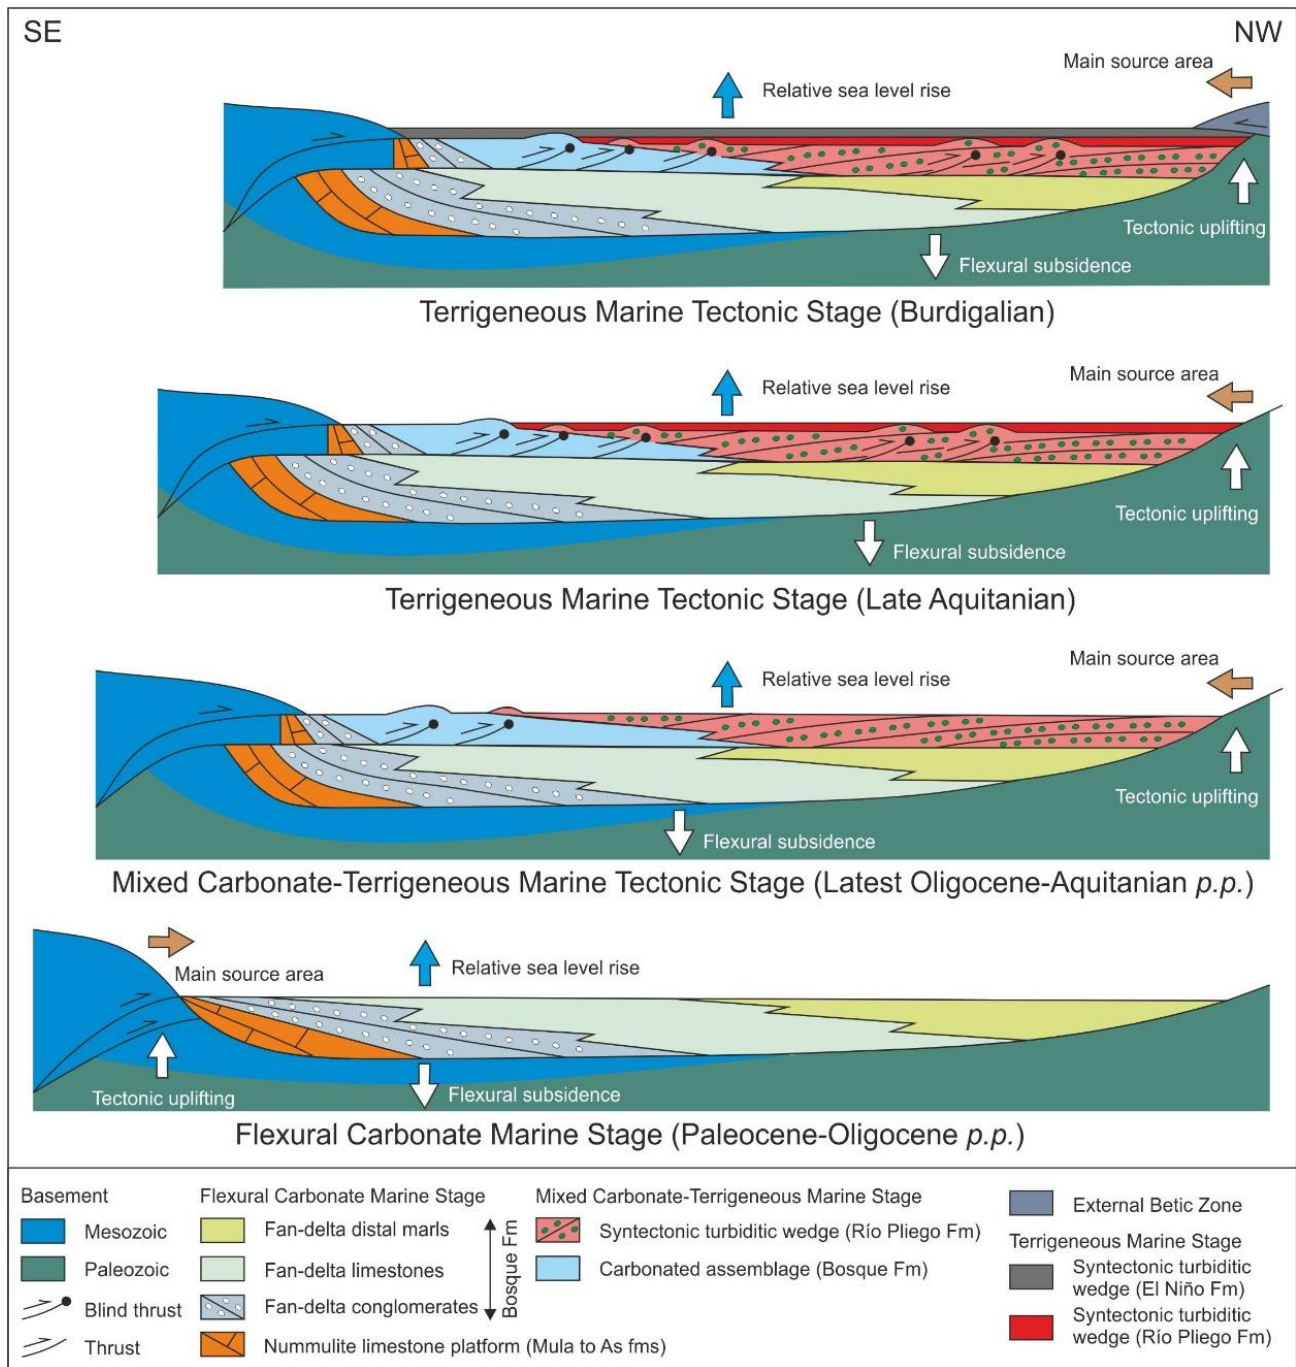 SE
NW
Main source area
Relative sea level rise
Tectonic uplifting
Flexural subsidence
Terrigeneous Marine Tectonic Stage (Burdigalian)
Main source area
Relative sea level rise
Tectonic uplifting
Flexural subsidence
Terrigeneous Marine Tectonic Stage (Late Aquitanian)
Main source area
Relative sea level rise
Tectonic uplifting
Flexural subsidence
Mixed Carbonate-Terrigeneous Marine Tectonic Stage (Latest Oligocene-Aquitanian p.p.)
Main source area
Relative sea level rise
Tectonic uplifting
Flexural subsidence
Flexural Carbonate Marine Stage (Paleocene-Oligocene p.p.)
Basement
Mesozoic
Paleozoic
Blind thrust
Thrust
Flexural Carbonate Marine Stage
Fan-delta distal marls
Fan-delta limestones
Fan-delta conglomerates
Bosque Fm
Nummulite limestone platform (Mula to As fms)
Mixed Carbonate-Terrigeneous Marine Stage
Syntectonic turbiditic wedge (Río Pliego Fm)
Carbonated assemblage (Bosque Fm)
External Betic Zone
Terrigeneous Marine Stage
Syntectonic turbiditic
wedge (El Niño Fm)
Syntectonic turbiditic
wedge (Río Pliego Fm)